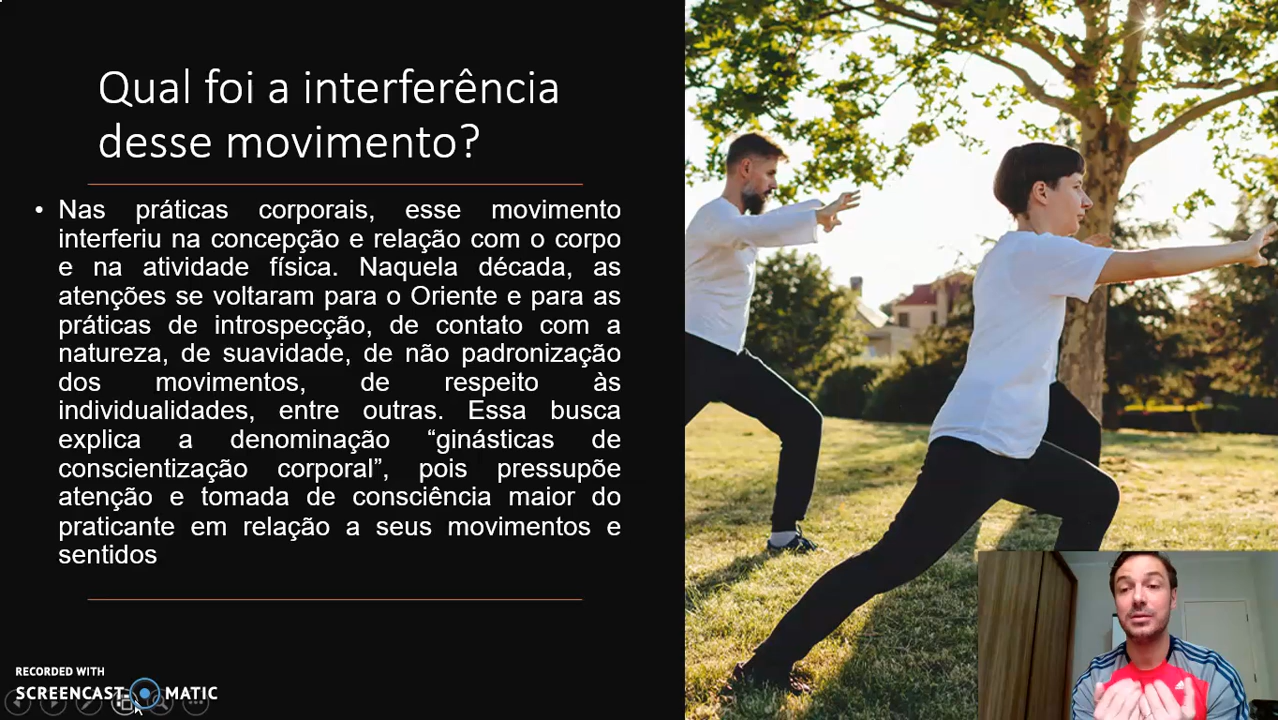 Qual foi a interferência
desse movimento?
• Nas práticas corporais, esse movimento
interferiu na concepção e relação com o corpo
e na atividade física. Naquela década, as
atenções se voltaram para o Oriente e para as
práticas de introspecção, de contato com a
natureza, de suavidade, de não padronização
dos movimentos, de respeito às
individualidades, entre outras. Essa busca
explica a denominação “ginásticas de
conscientização corporal”, pois pressupõe
atenção e tomada de consciência maior do
praticante em relação a seus movimentos e
sentidos
RECORDED WITH
SCREENCAST-O-MATIC